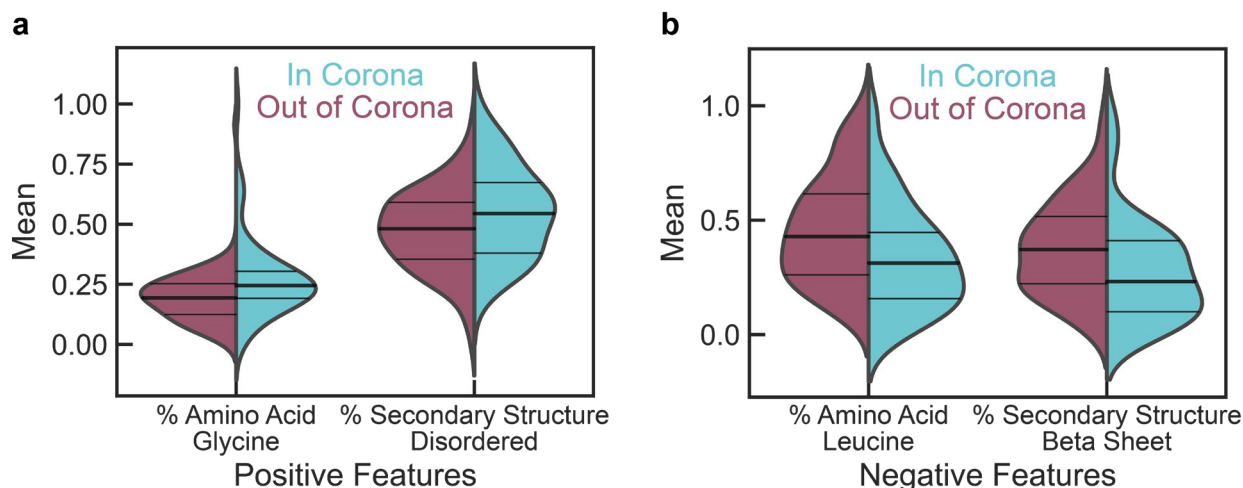 a
In Corona
Out of Corona
1.00
0.75
0.50
0.25
0.00
Mean
% Amino Acid
Glycine
% Secondary Structure
Disordered
Positive Features
b
In Corona
Out of Corona
1.0
0.5
0.0
Mean
% Amino Acid
Leucine
% Secondary Structure
Beta Sheet
Negative Features